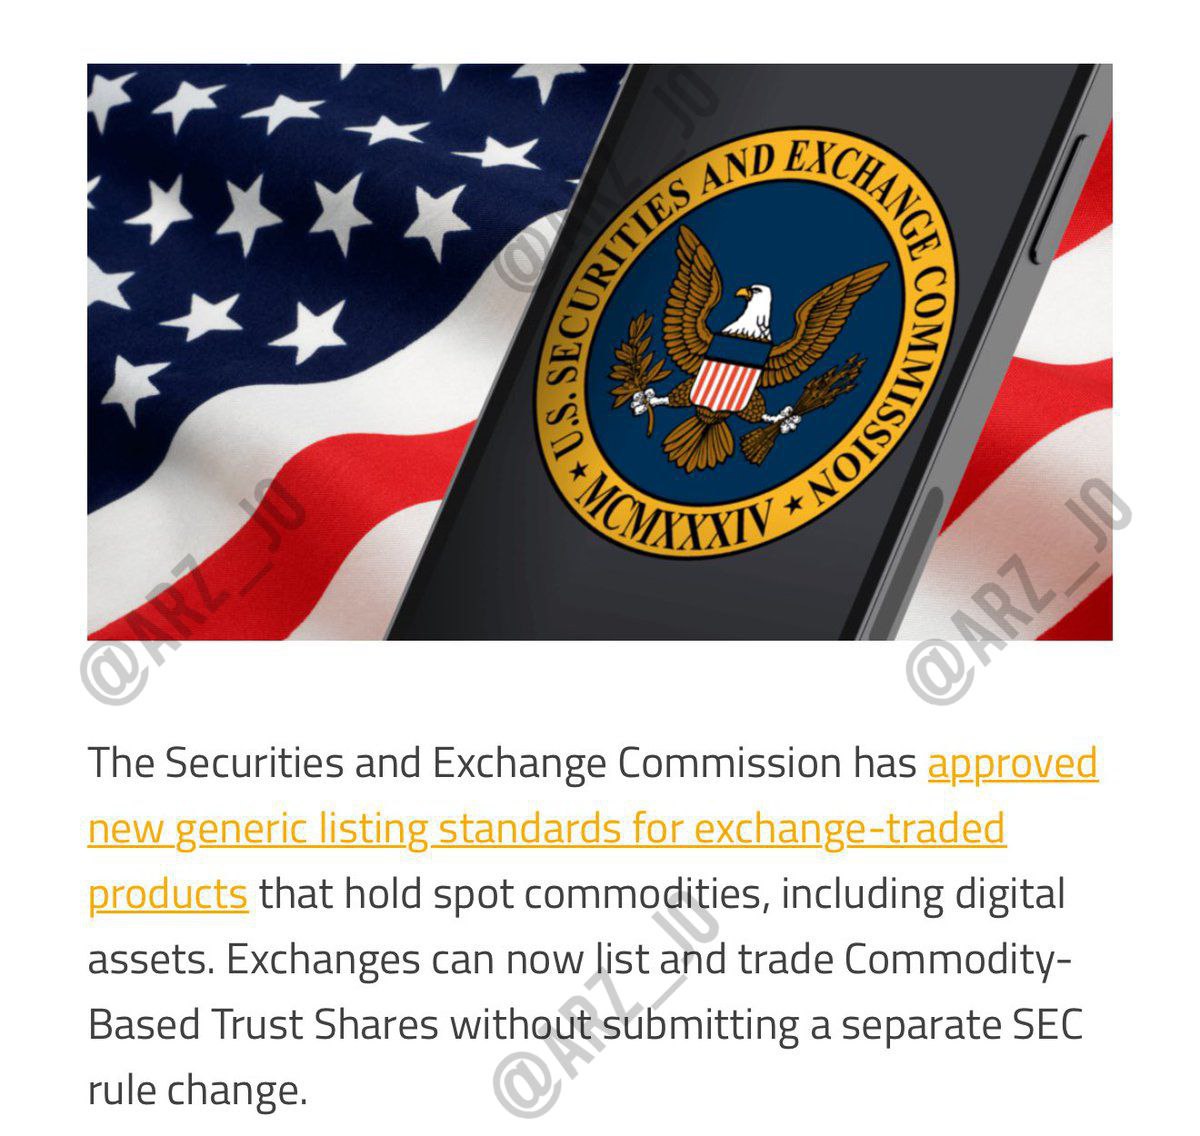 @ARZ_JO
U.S. SECURITIES AND EXCHANGE COMMISSION
MCMXXXIV
@ARZ_JO
@ARZ_JO
The Securities and Exchange Commission has approved
new generic listing standards for exchange-traded
products that hold spot commodities, including digital
assets. Exchanges can now list and trade Commodity-
Based Trust Shares without submitting a separate SEC
rule change.
@ARZ_JO